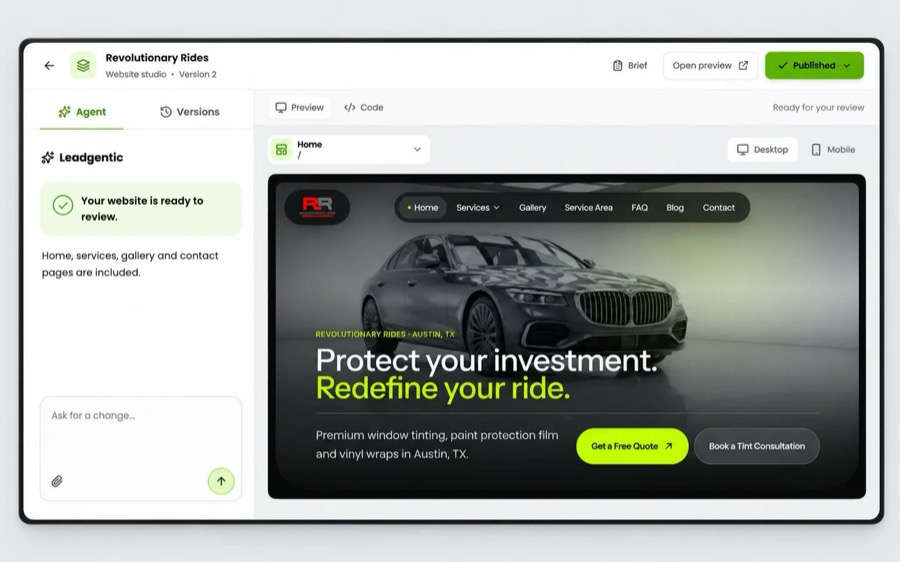 Revolutionary Rides
Website studio • Version 2
Brief
Open preview
Published
Agent
Versions
Preview
Code
Ready for your review
Leadgentic
Your website is ready to
review.
Home, services, gallery and contact
pages are included.
Ask for a change...
Home
/
Desktop
Mobile
RR
Home
Services
Gallery
Service Area
FAQ
Blog
Contact
REVOLUTIONARY RIDES · AUSTIN, TX
Protect your investment.
Redefine your ride.
Premium window tinting, paint protection film
and vinyl wraps in Austin, TX.
Get a Free Quote
Book a Tint Consultation